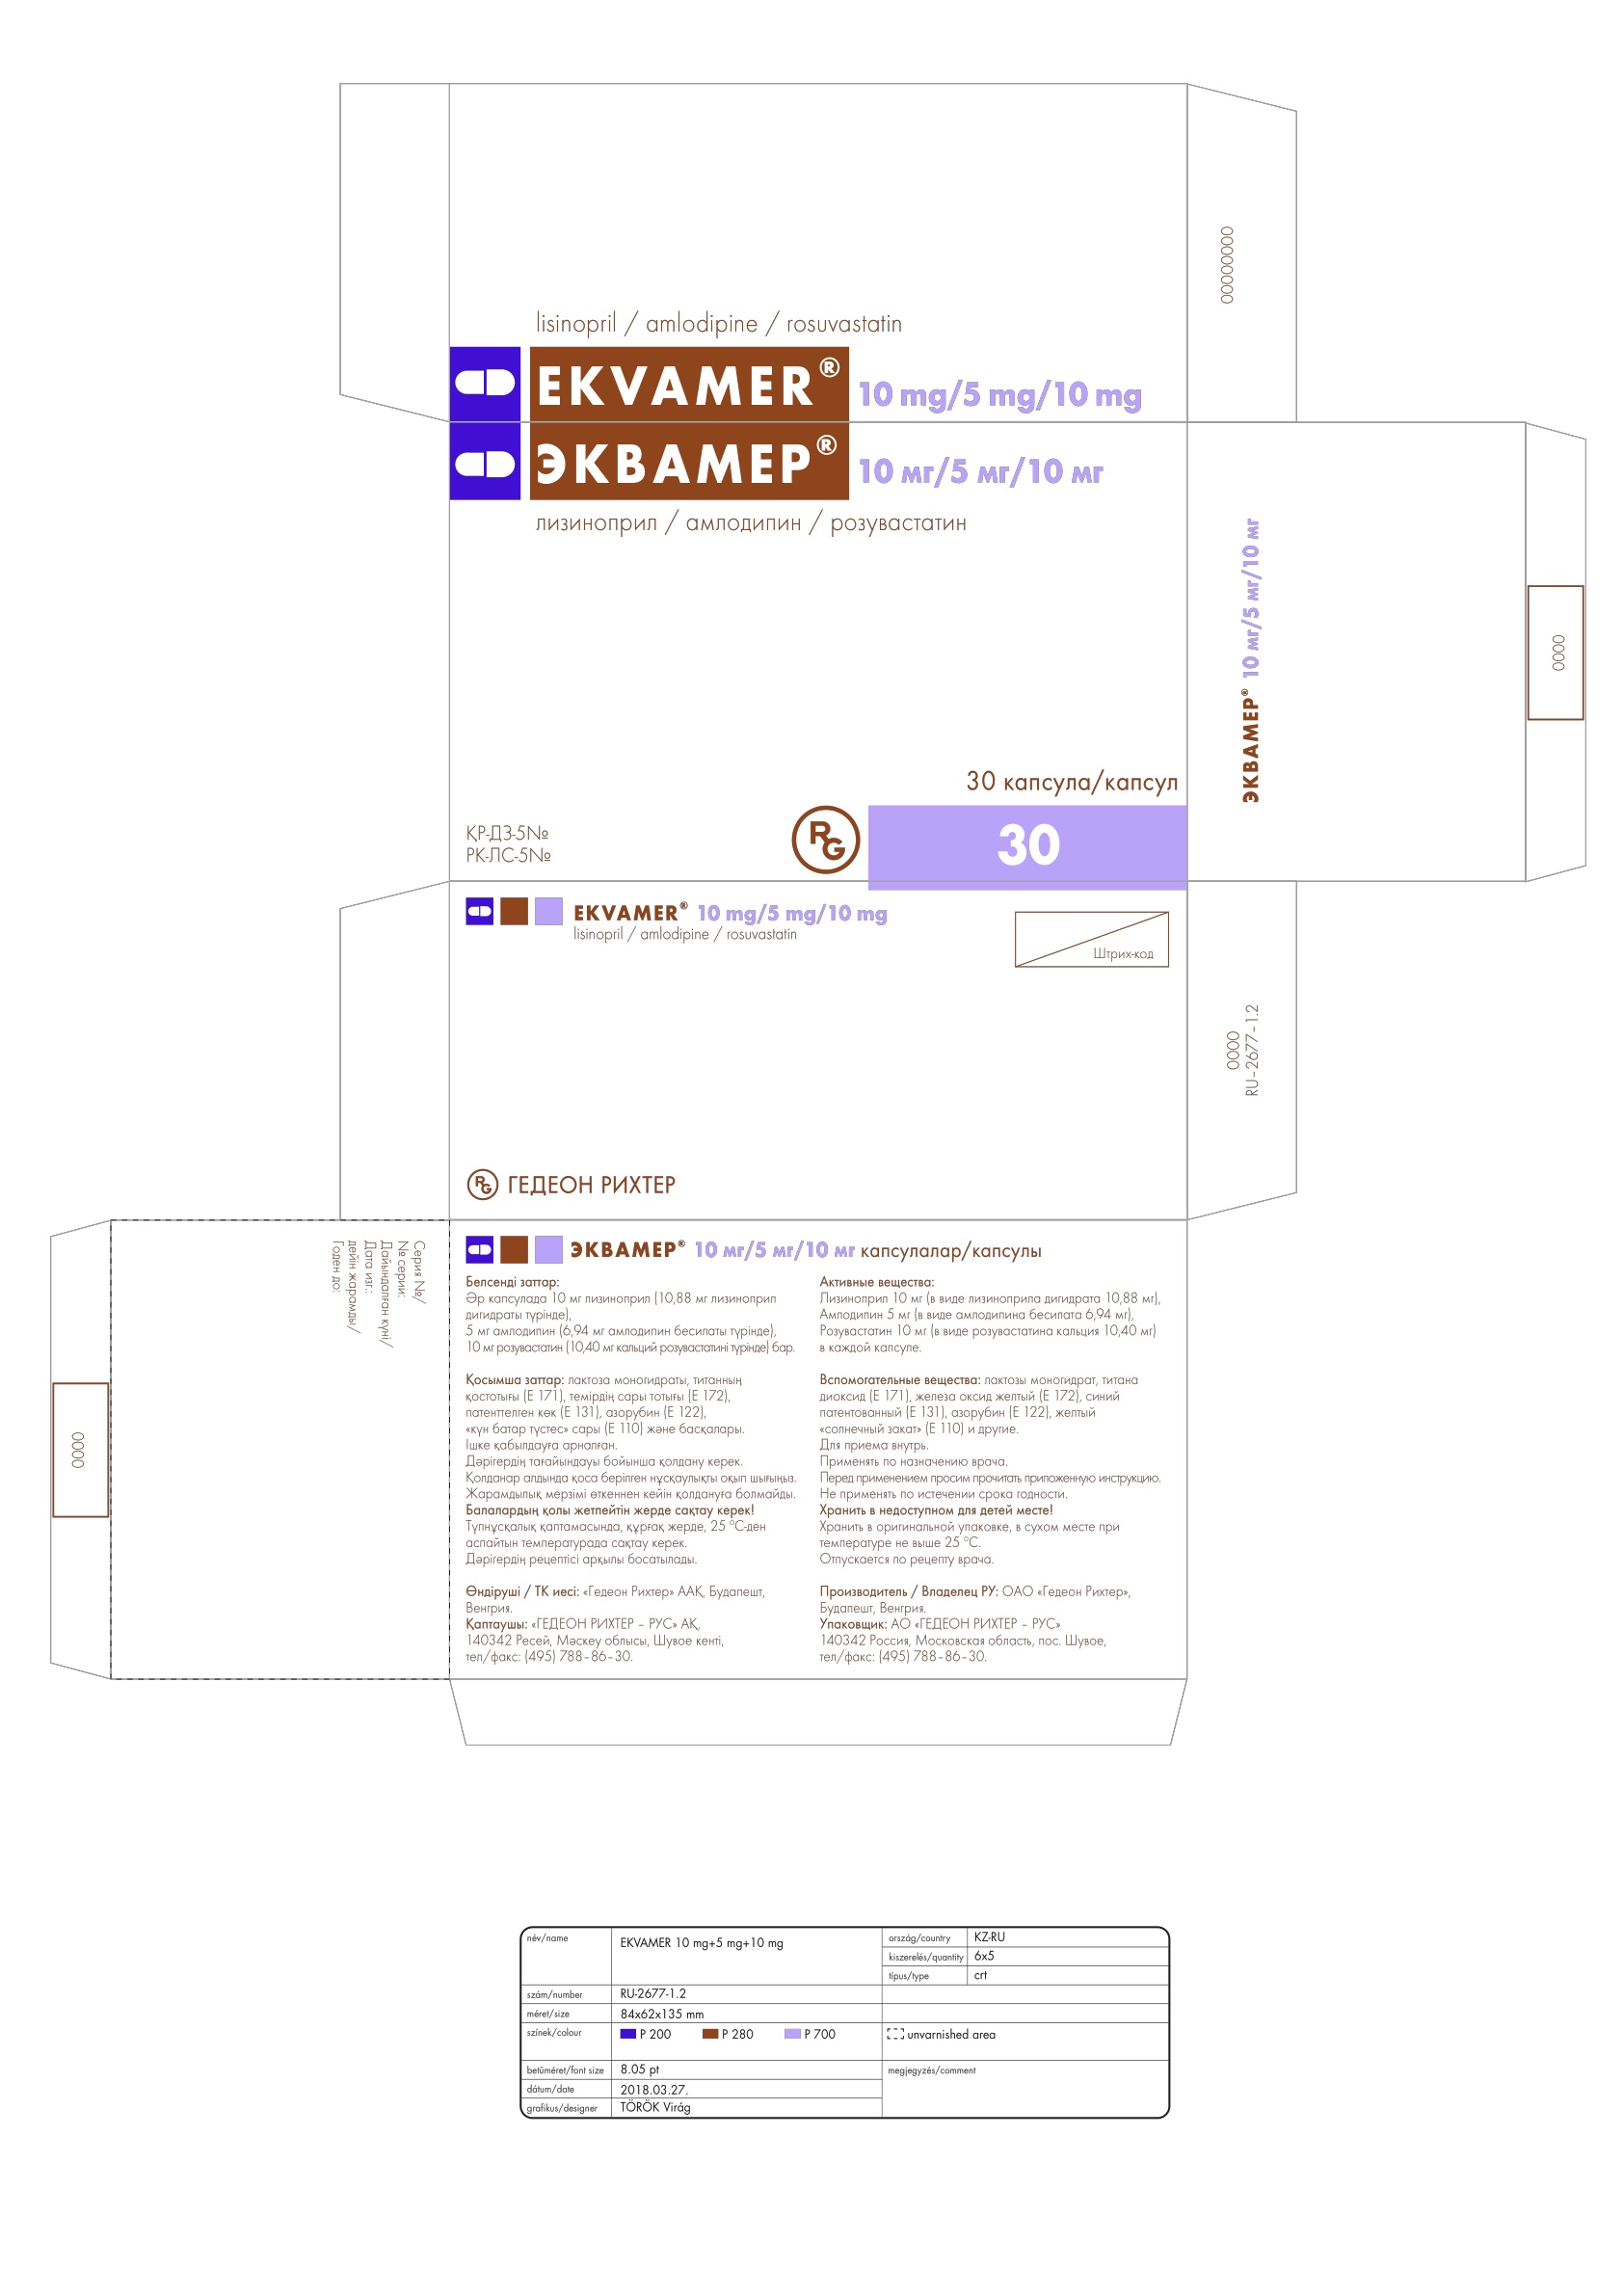 00000000
lisinopril / amlodipine / rosuvastatin
EKVAMER® 10 mg/5 mg/10 mg
ЭКВАМЕР® 10 мг/5 мг/10 мг
лизиноприл / амлодипин / розувастатин
ЭКВАМЕР® 10 мг/5 мг/10 мг
0000
30 капсула/капсул
ҚР-ДЗ-5№
РК-ЛС-5№
RG
30
EKVAMER® 10 mg/5 mg/10 mg
lisinopril / amlodipine / rosuvastatin
Штрих-код
0000
RU-2677-1.2
RG ГЕДЕОН РИХТЕР
Серия №/
№ серии:
Дайындалған күні/
Дата изг.:
дейін жарамды/
Годен до:
0000
ЭКВАМЕР® 10 мг/5 мг/10 мг капсулалар/капсулы
Белсенді заттар:
Әр капсулада 10 мг лизиноприл (10,88 мг лизиноприл
дигидраты түрінде),
5 мг амлодипин (6,94 мг амлодипин бесилаты түрінде),
10 мг розувастатин (10,40 мг кальций розувастатині түрінде) бар.
Қосымша заттар: лактоза моногидраты, титанның
қостотығы (Е 171), темірдің сары тотығы (Е 172),
патенттелген көк (Е 131), азорубин (Е 122),
«күн батар түстес» сары (Е 110) және басқалары.
Ішке қабылдауға арналған.
Дәрігердің тағайындауы бойынша қолдану керек.
Қолданар алдында қоса берілген нұсқаулықты оқып шығыңыз.
Жарамдылық мерзімі өткеннен кейін қолдануға болмайды.
Балалардың қолы жетпейтін жерде сақтау керек!
Түпнұсқалық қаптамасында, құрғақ жерде, 25 °С-ден
аспайтын температурада сақтау керек.
Дәрігердің рецептісі арқылы босатылады.
Өндіруші / ТК иесі: «Гедеон Рихтер» ААҚ, Будапешт,
Венгрия.
Қаптаушы: «ГЕДЕОН РИХТЕР – РУС» АҚ,
140342 Ресей, Мәскеу облысы, Шувое кенті,
тел/факс: (495) 788-86-30.
Активные вещества:
Лизиноприл 10 мг (в виде лизиноприла дигидрата 10,88 мг),
Амлодипин 5 мг (в виде амлодипина бесилата 6,94 мг),
Розувастатин 10 мг (в виде розувастатина кальция 10,40 мг)
в каждой капсуле.
Вспомогательные вещества: лактозы моногидрат, титана
диоксид (Е 171), железа оксид желтый (Е 172), синий
патентованный (Е 131), азорубин (Е 122), желтый
«солнечный закат» (Е 110) и другие.
Для приема внутрь.
Применять по назначению врача.
Перед применением просим прочитать приложенную инструкцию.
Не применять по истечении срока годности.
Хранить в недоступном для детей месте!
Хранить в оригинальной упаковке, в сухом месте при
температуре не выше 25 °С.
Отпускается по рецепту врача.
Производитель / Владелец РУ: ОАО «Гедеон Рихтер»,
Будапешт, Венгрия.
Упаковщик: АО «ГЕДЕОН РИХТЕР – РУС»
140342 Россия, Московская область, пос. Шувое,
тел/факс: (495) 788-86-30.
név/name EKVAMER 10 mg+5 mg+10 mg
ország/country KZ-RU
kiszerelés/quantity 6x5
típus/type crt
szám/number RU-2677-1.2
méret/size 84x62x135 mm
színek/colour P 200 P 280 P 700 unvarnished area
betűméret/font size 8.05 pt
megjegyzés/comment
dátum/date 2018.03.27.
grafikus/designer TÖRÖK Virág